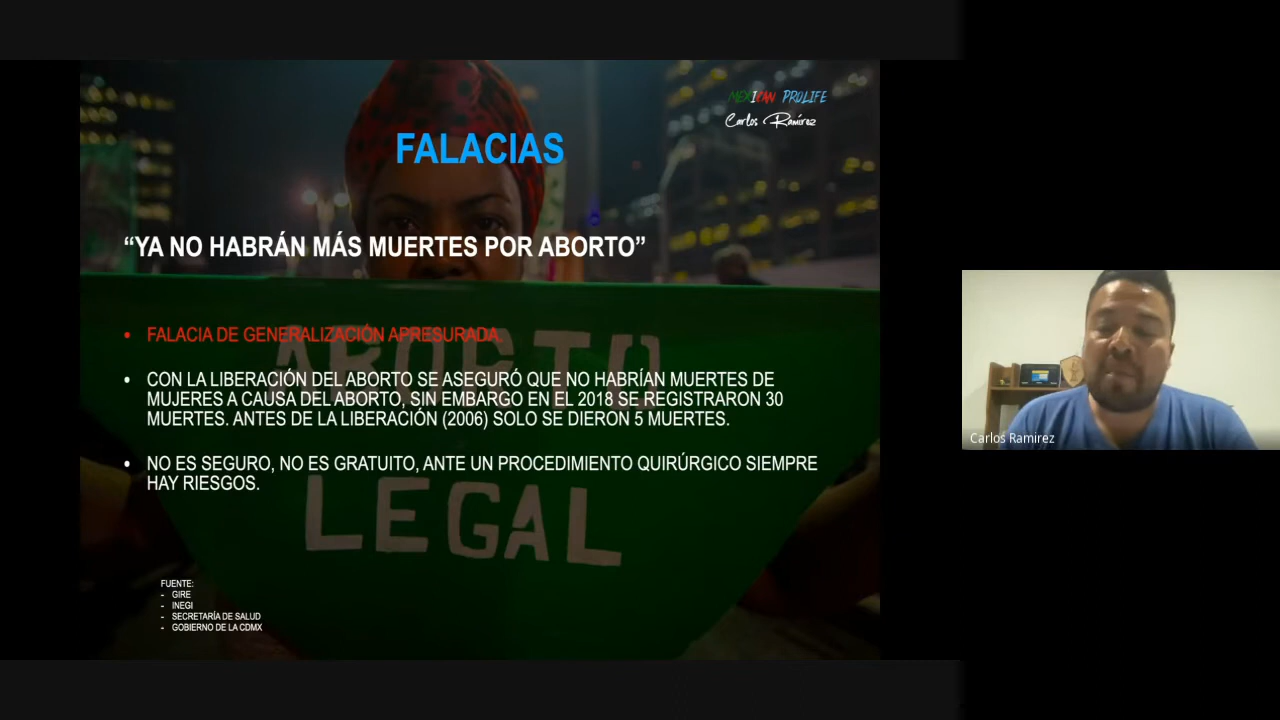 MEXICAN PROLIFE
Carlos Ramírez
FALACIAS
“YA NO HABRÁN MÁS MUERTES POR ABORTO”
• FALACIA DE GENERALIZACIÓN APRESURADA.
• CON LA LIBERACIÓN DEL ABORTO SE ASEGURÓ QUE NO HABRÍAN MUERTES DE
MUJERES A CAUSA DEL ABORTO, SIN EMBARGO EN EL 2018 SE REGISTRARON 30
MUERTES. ANTES DE LA LIBERACIÓN (2006) SOLO SE DIERON 5 MUERTES.
• NO ES SEGURO, NO ES GRATUITO, ANTE UN PROCEDIMIENTO QUIRÚRGICO SIEMPRE
HAY RIESGOS.
ABORTO
LEGAL
FUENTE:
- GIRE
- INEGI
- SECRETARÍA DE SALUD
- GOBIERNO DE LA CDMX
Carlos Ramirez